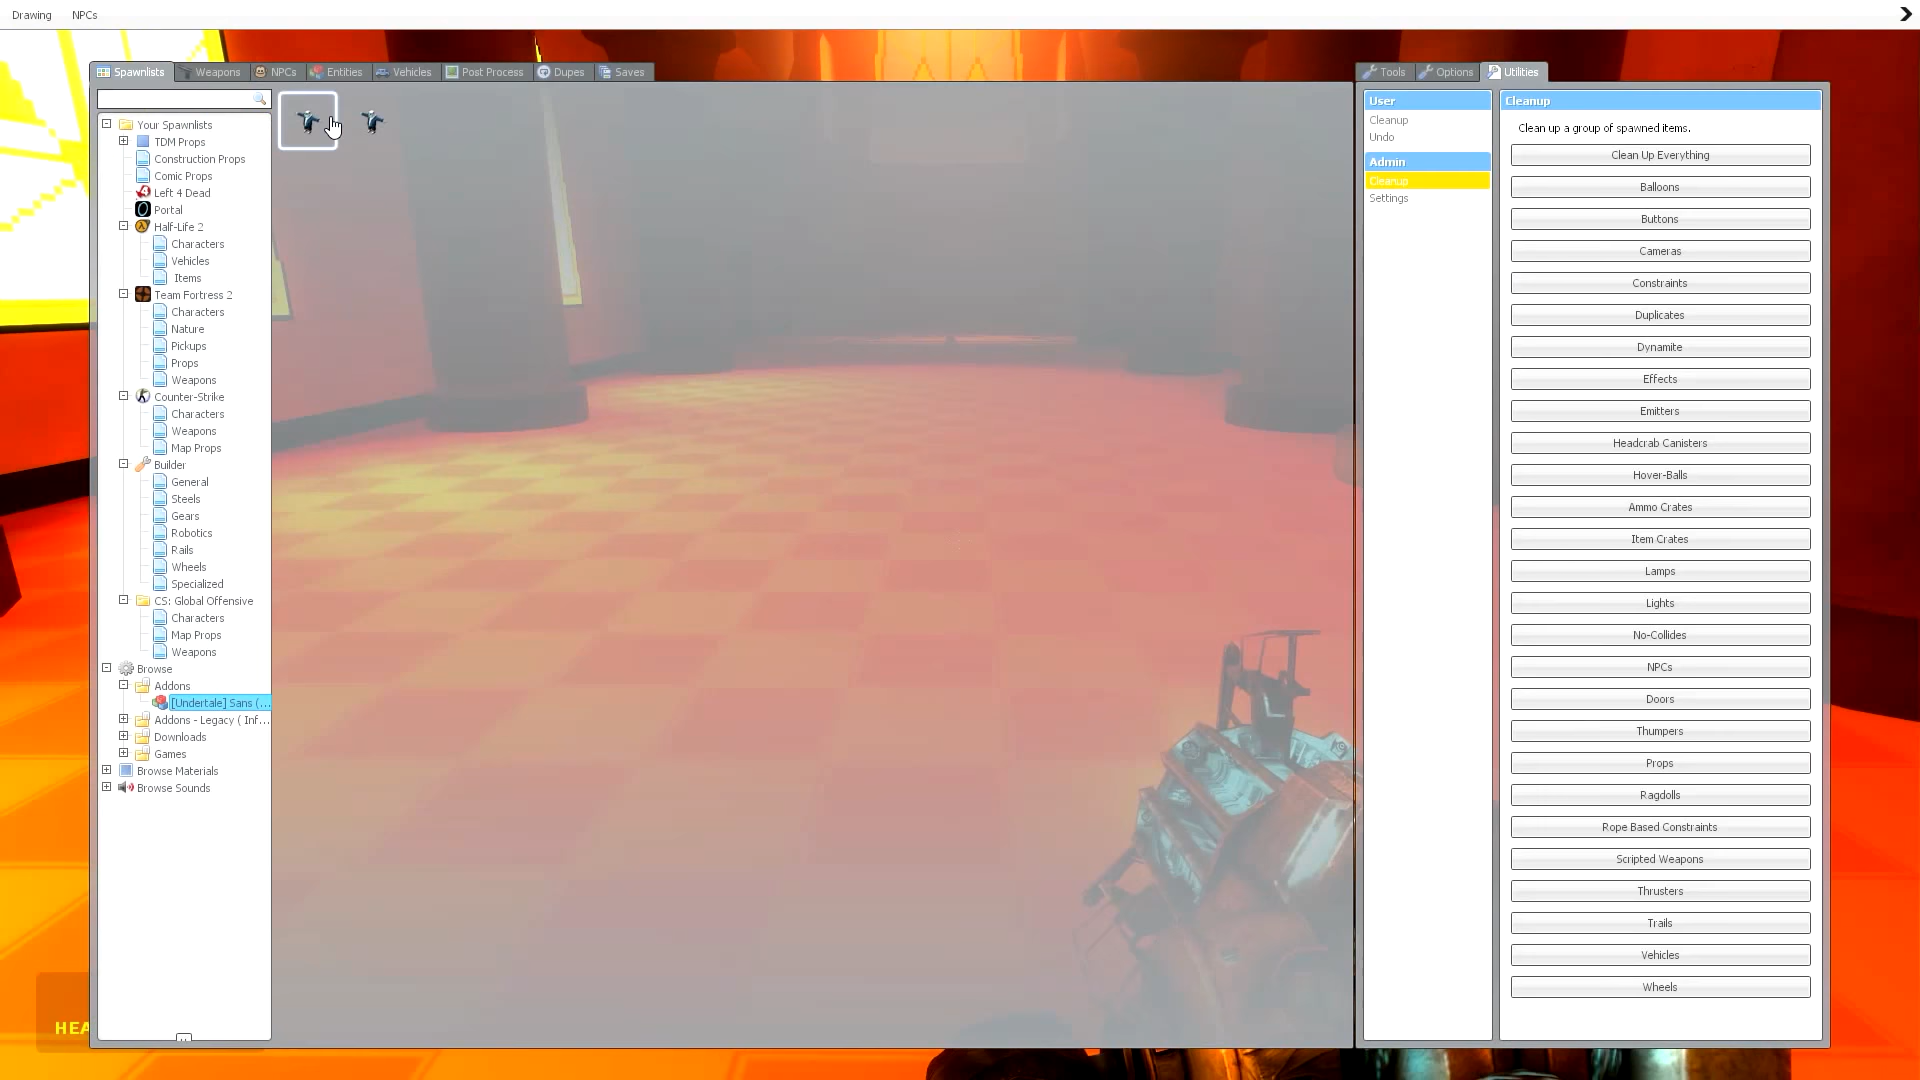 Drawing NPCs
Spawnlists Weapons NPCs Entities Vehicles Post Process Dupes Saves
Your Spawnlists
TDM Props
Construction Props
Comic Props
Left 4 Dead
Portal
Half-Life 2
Characters
Vehicles
Items
Team Fortress 2
Characters
Nature
Pickups
Props
Weapons
Counter-Strike
Characters
Weapons
Map Props
Builder
General
Steels
Gears
Robotics
Rails
Wheels
Specialized
CS: Global Offensive
Characters
Map Props
Weapons
Browse
Addons
[Undertale] Sans (...
Addons - Legacy ( Inf...
Downloads
Games
Browse Materials
Browse Sounds
HEA
Tools Options Utilities
User
Cleanup
Undo
Admin
Cleanup
Settings
Cleanup
Clean up a group of spawned items.
Clean Up Everything
Balloons
Buttons
Cameras
Constraints
Duplicates
Dynamite
Effects
Emitters
Headcrab Canisters
Hover-Balls
Ammo Crates
Item Crates
Lamps
Lights
No-Collides
NPCs
Doors
Thumpers
Props
Ragdolls
Rope Based Constraints
Scripted Weapons
Thrusters
Trails
Vehicles
Wheels